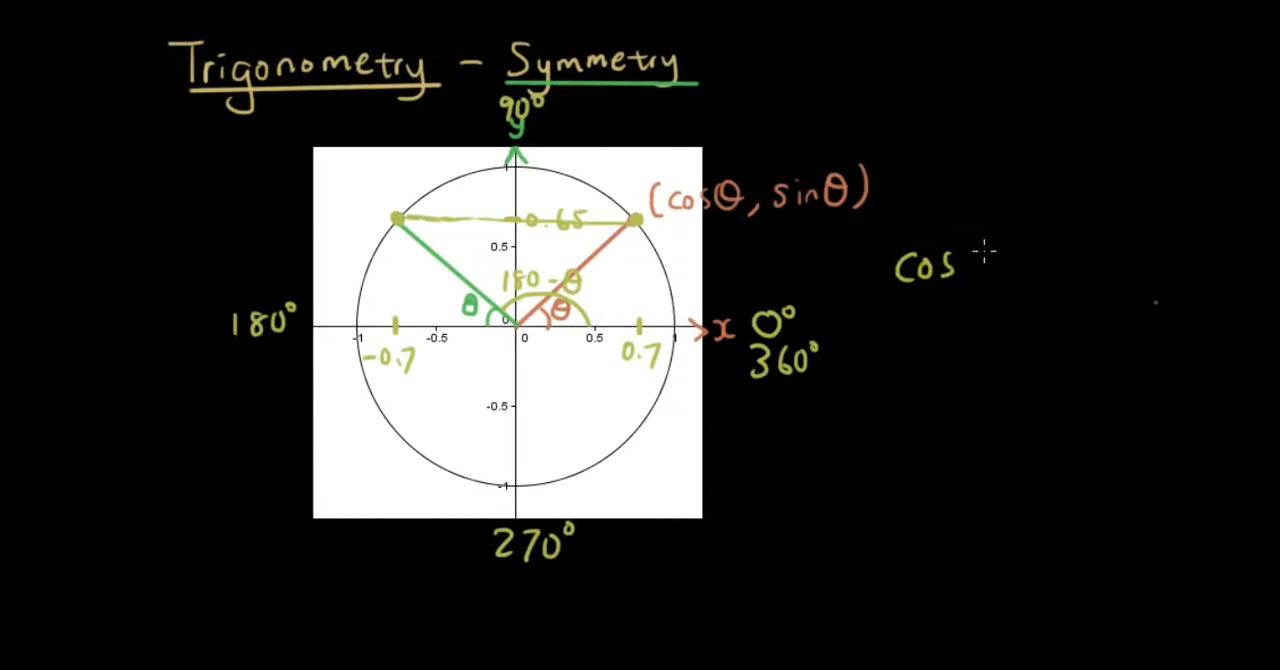 Trigonometry - Symmetry
90°
y
(cosθ, sinθ)
0.65
0.5
cos
180-θ
θ
θ
180°
0
x
0°
-1
-0.5
0
0.5
1
-0.7
0.7
360°
-0.5
-1
270°